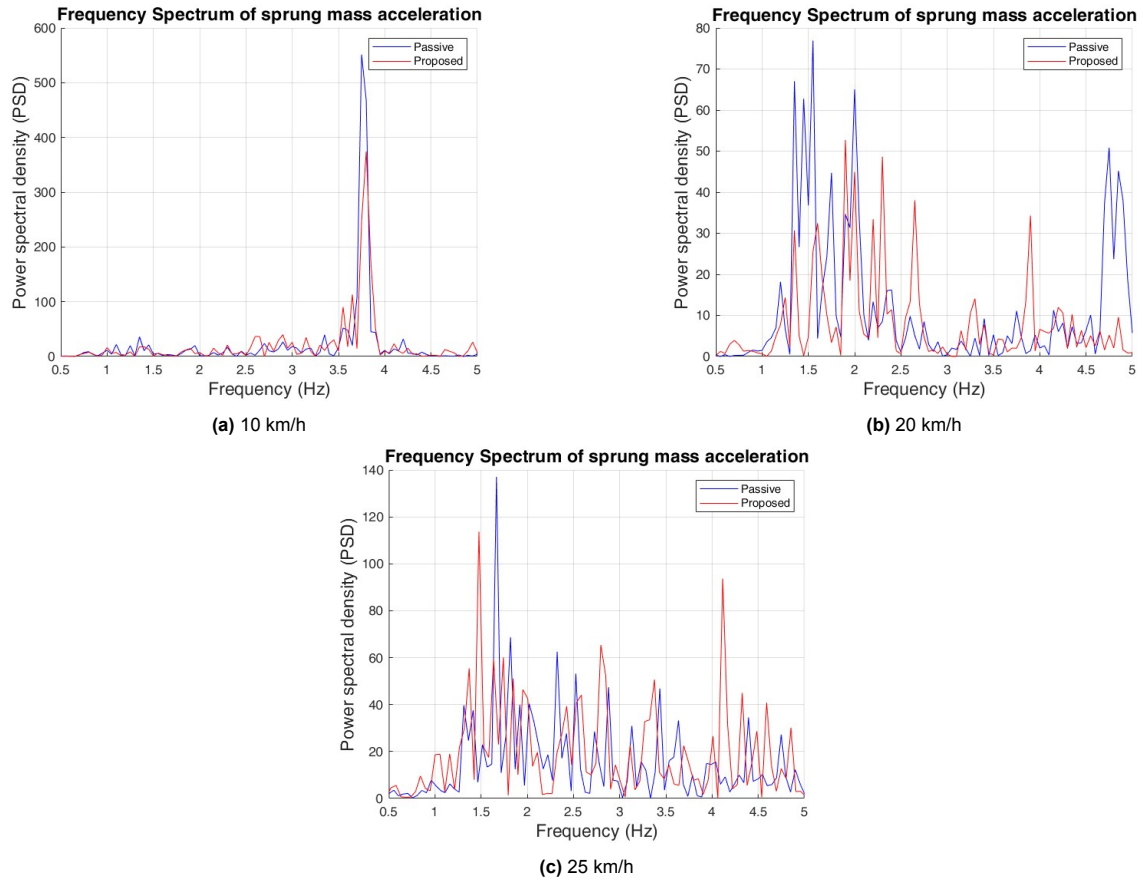 Frequency Spectrum of sprung mass acceleration
Power spectral density (PSD)
600
500
400
300
200
100
0
Passive
Proposed
0.5 1 1.5 2 2.5 3 3.5 4 4.5 5
Frequency (Hz)
(a) 10 km/h
Frequency Spectrum of sprung mass acceleration
Power spectral density (PSD)
80
70
60
50
40
30
20
10
0
Passive
Proposed
0.5 1 1.5 2 2.5 3 3.5 4 4.5 5
Frequency (Hz)
(b) 20 km/h
Frequency Spectrum of sprung mass acceleration
Power spectral density (PSD)
140
120
100
80
60
40
20
0
Passive
Proposed
0.5 1 1.5 2 2.5 3 3.5 4 4.5 5
Frequency (Hz)
(c) 25 km/h